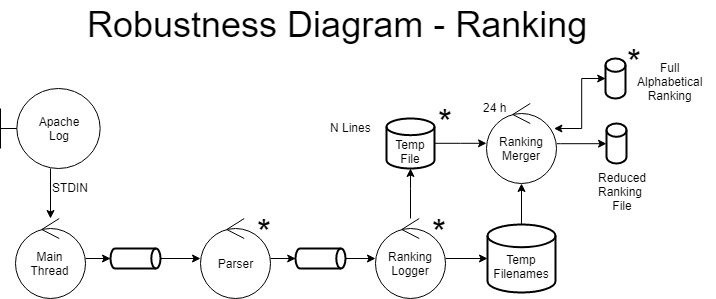 Robustness Diagram - Ranking
*
Full
Alphabetical
Ranking
24 h
*
Apache
Log
N Lines
Temp
File
Ranking
Merger
Reduced
Ranking
File
STDIN
*
*
Main
Thread
Parser
Ranking
Logger
Temp
Filenames